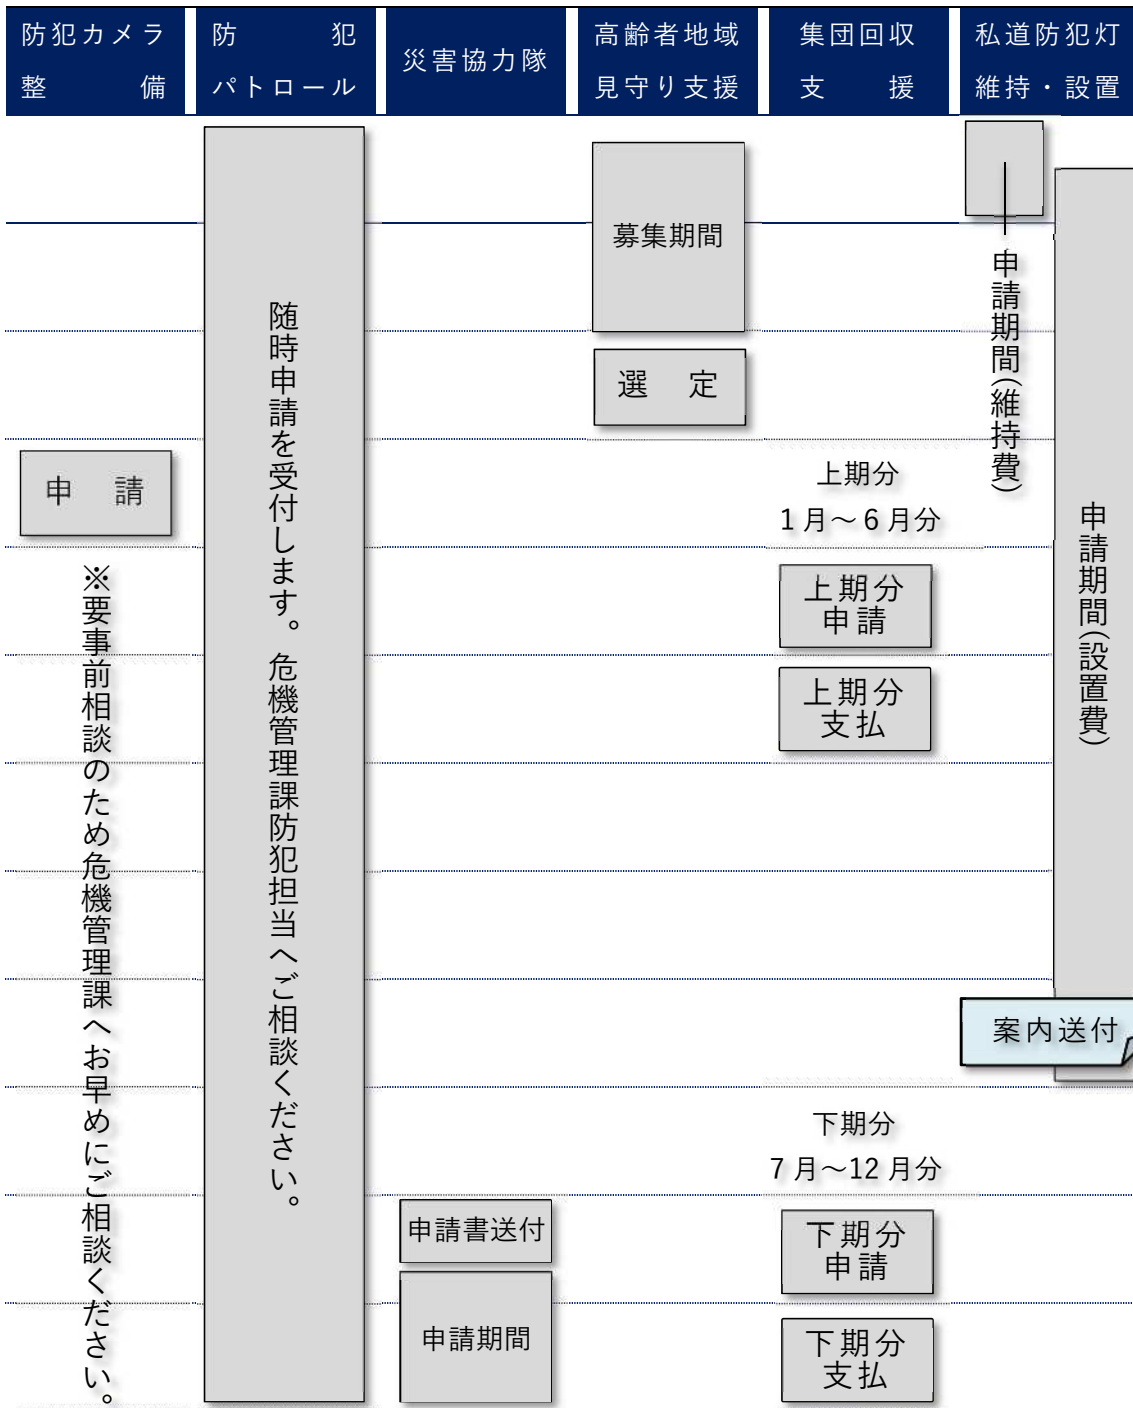 防犯カメラ
整備
防犯
パトロール
災害協力隊
高齢者地域
見守り支援
集団回収
支援
私道防犯灯
維持・設置
申請
※要事前相談のため危機管理課へお早めにご相談ください。
随時申請を受付します。危機管理課防犯担当へご相談ください。
申請書送付
申請期間
募集期間
選定
上期分
1月～6月分
上期分
申請
上期分
支払
下期分
7月～12月分
下期分
申請
下期分
支払
申請期間(維持費)
申請期間(設置費)
案内送付